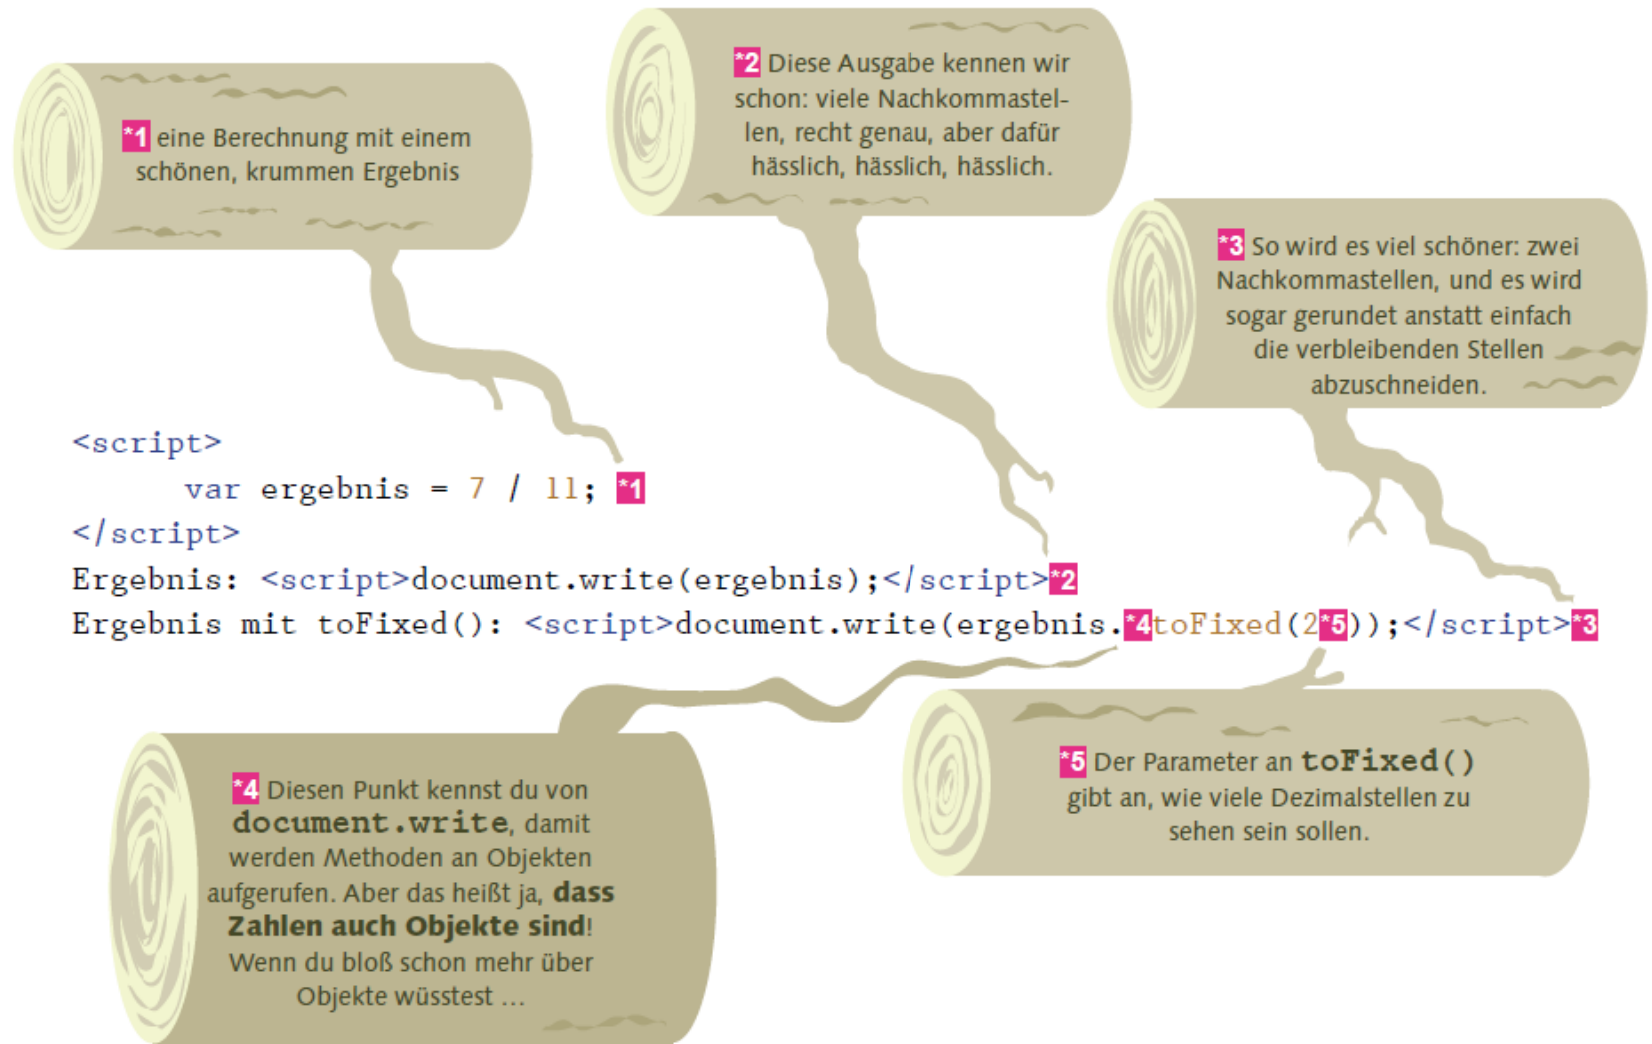 *1 eine Berechnung mit einem
schönen, krummen Ergebnis
*2 Diese Ausgabe kennen wir
schon: viele Nachkommastel-
len, recht genau, aber dafür
hässlich, hässlich, hässlich.
*3 So wird es viel schöner: zwei
Nachkommastellen, und es wird
sogar gerundet anstatt einfach
die verbleibenden Stellen
abzuschneiden.
<script>
var ergebnis = 7 / 11; *1
</script>
Ergebnis: <script>document.write(ergebnis);</script>*2
Ergebnis mit toFixed(): <script>document.write(ergebnis.*4toFixed(2*5));</script>*3
*4 Diesen Punkt kennst du von
document.write, damit
werden Methoden an Objekten
aufgerufen. Aber das heißt ja, dass
Zahlen auch Objekte sind!
Wenn du bloß schon mehr über
Objekte wüsstest …
*5 Der Parameter an toFixed()
gibt an, wie viele Dezimalstellen zu
sehen sein sollen.